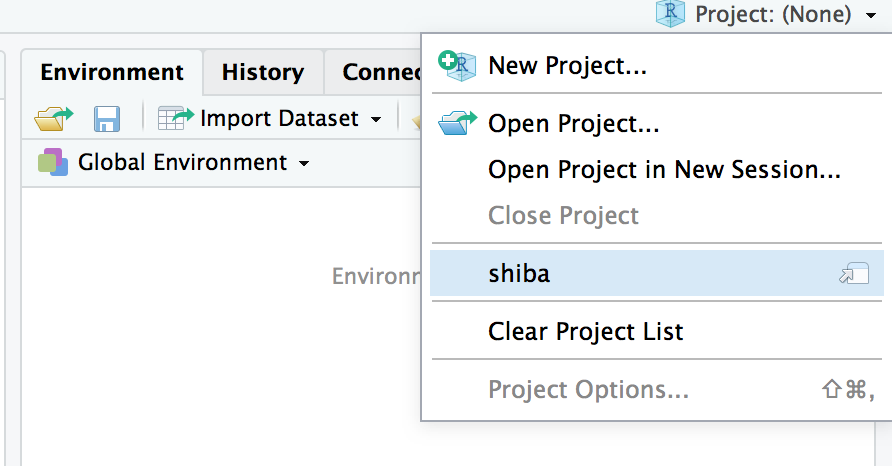 Project: (None)
Environment History Connec
New Project...
Import Dataset
Open Project...
Global Environment
Open Project in New Session...
Close Project
shiba
Environr
Clear Project List
Project Options... ⇧⌘,